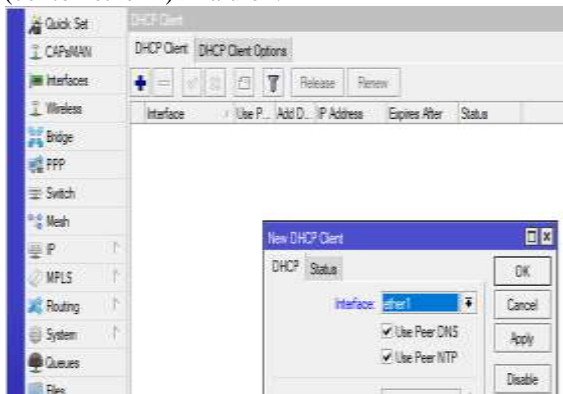 Quick Set
CAPsMAN
Interfaces
Wireless
Bridge
PPP
Switch
Mesh
IP
MPLS
Routing
System
Queues
Files
DHCP Client
DHCP Client DHCP Client Options
Release Renew
Interface Use P... Add D... IP Address Expires After Status
New DHCP Client
DHCP Status
Interface: ether1
Use Peer DNS
Use Peer NTP
OK
Cancel
Apply
Disable